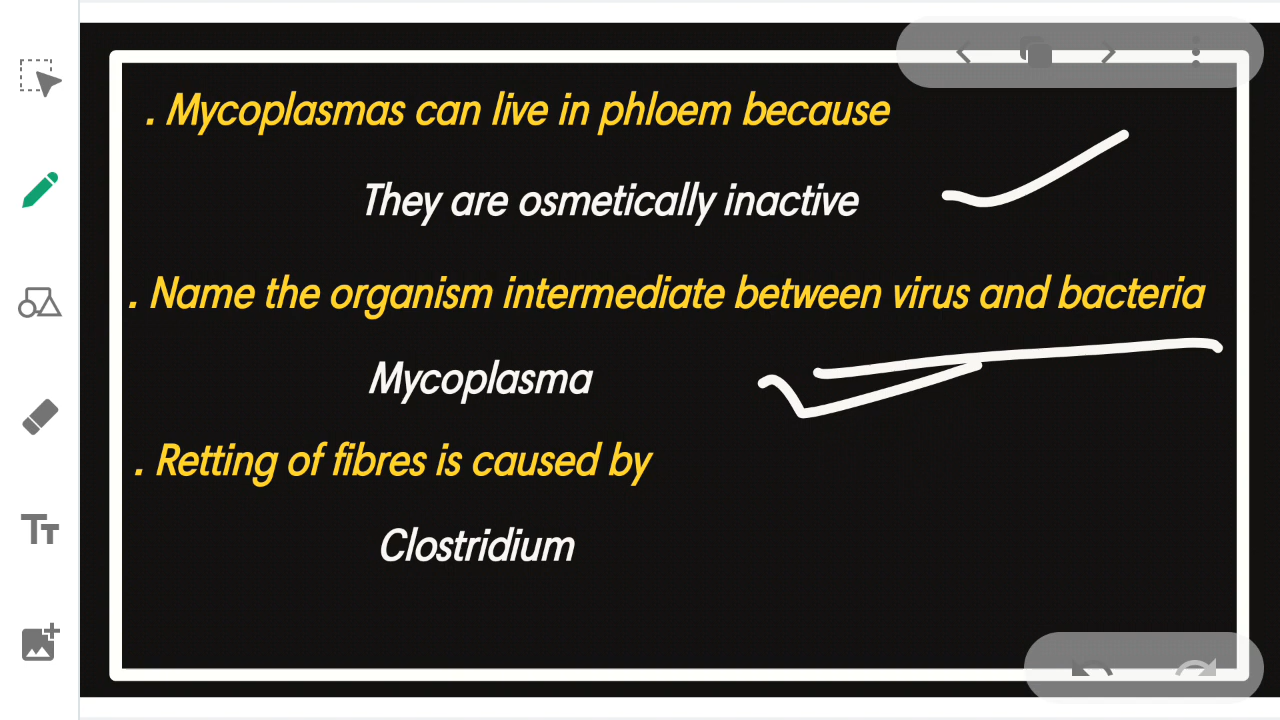 . Mycoplasmas can live in phloem because
They are osmetically inactive
. Name the organism intermediate between virus and bacteria
Mycoplasma
. Retting of fibres is caused by
Clostridium
TT